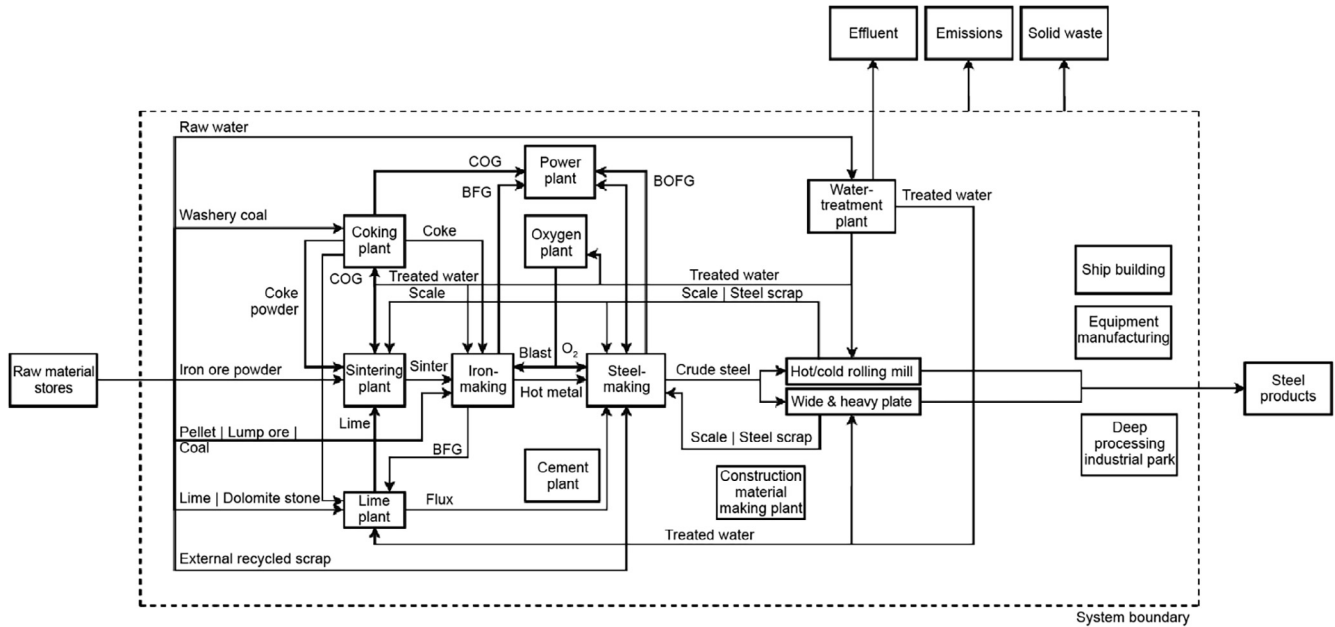 Effluent
Emissions
Solid waste
Raw water
COG
Power
plant
BFG
BOFG
Water-
treatment
plant
Treated water
Washery coal
Coking
plant
Coke
Oxygen
plant
Ship building
COG
Treated water
Treated water
Coke
powder
Scale
Scale | Steel scrap
Equipment
manufacturing
Raw material
stores
Iron ore powder
Sintering
plant
Sinter
Iron-
making
Blast
O₂
Hot metal
Steel-
making
Crude steel
Hot/cold rolling mill
Wide & heavy plate
Steel
products
Lime
Pellet | Lump ore |
Coal
BFG
Scale | Steel scrap
Deep
processing
industrial park
Cement
plant
Construction
material
making plant
Lime | Dolomite stone
Lime
plant
Flux
Treated water
External recycled scrap
System boundary